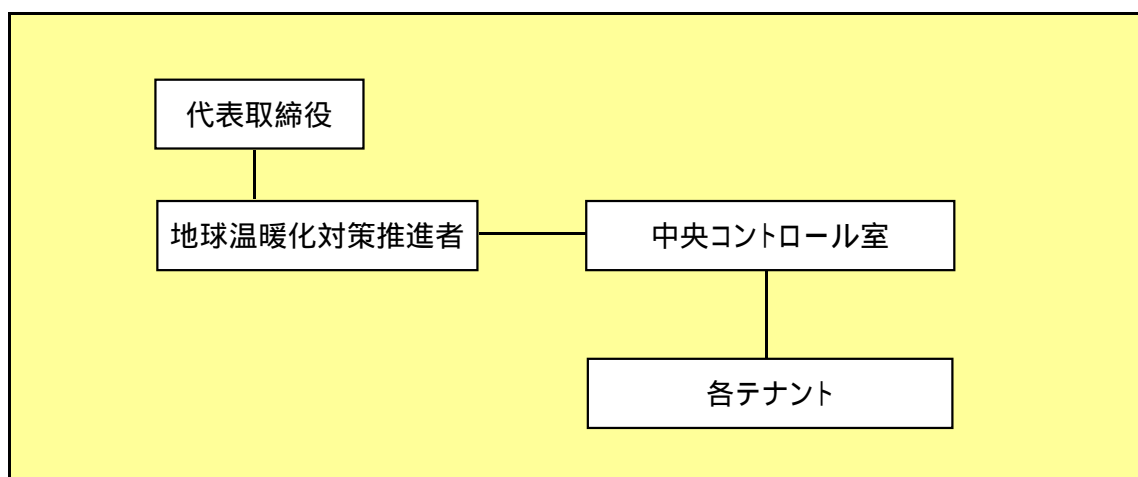 代表取締役
地球温暖化対策推進者
中央コントロール室
各テナント